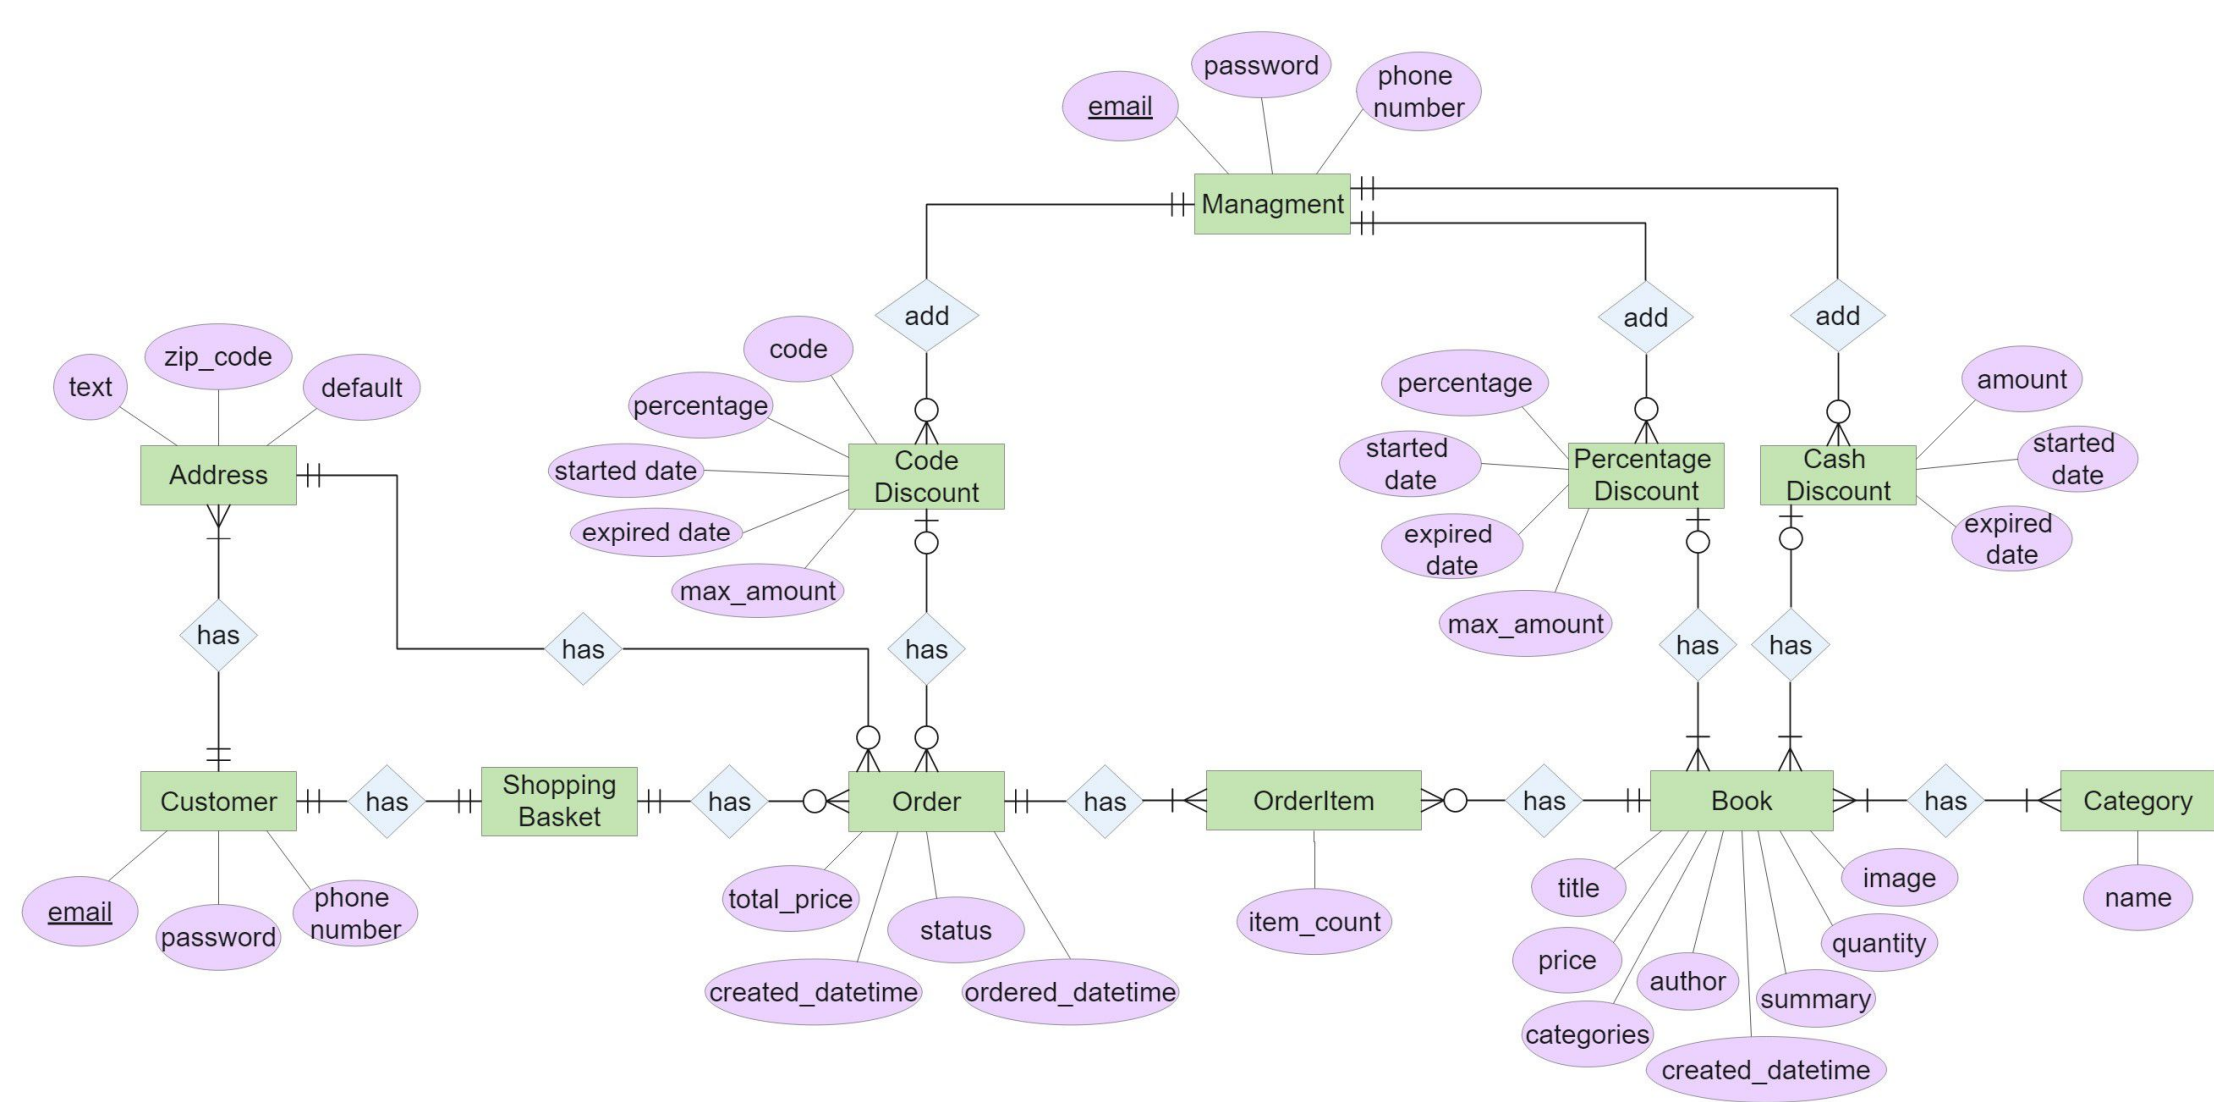 password
phone
number
email
Managment
add
add
add
code
zip_code
text
default
percentage
percentage
amount
started date
started
date
started
date
Address
Code
Discount
Percentage
Discount
Cash
Discount
expired date
expired
date
expired
date
max_amount
max_amount
has
has
has
has
has
Customer
has
Shopping
Basket
has
Order
has
OrderItem
has
Book
has
Category
email
password
phone
number
total_price
status
created_datetime
ordered_datetime
item_count
title
image
price
author
quantity
summary
categories
created_datetime
name